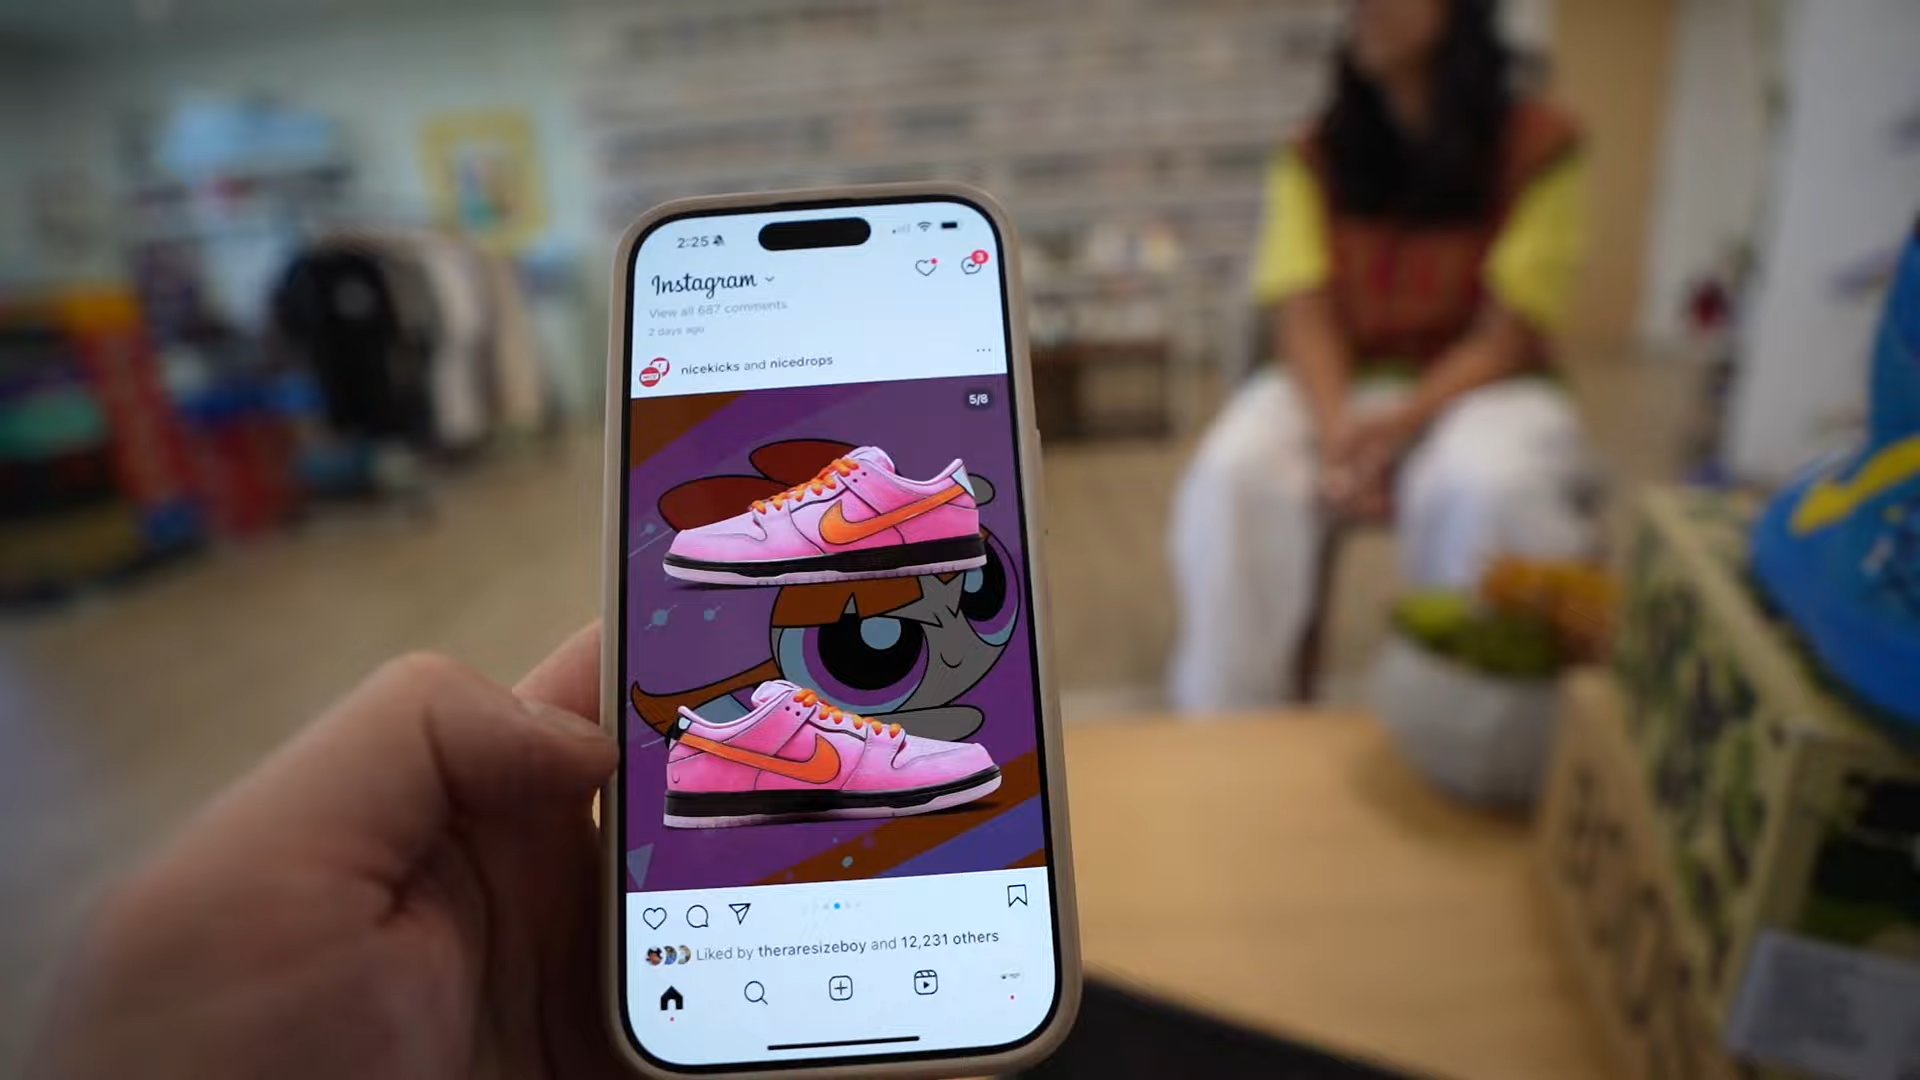 2:25
Instagram
3
View all 687 comments
2 days ago
nicekicks and nicedrops
5/8
Liked by theraresizeboy and 12,231 others